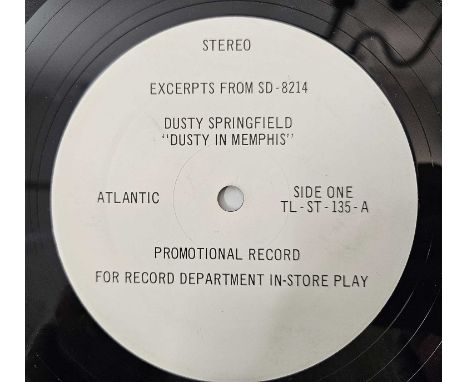 STEREO
EXCERPTS FROM SD-8214
DUSTY SPRINGFIELD
"DUSTY IN MEMPHIS"
ATLANTIC
SIDE ONE
TL-ST-135-A
PROMOTIONAL RECORD
FOR RECORD DEPARTMENT IN-STORE PLAY